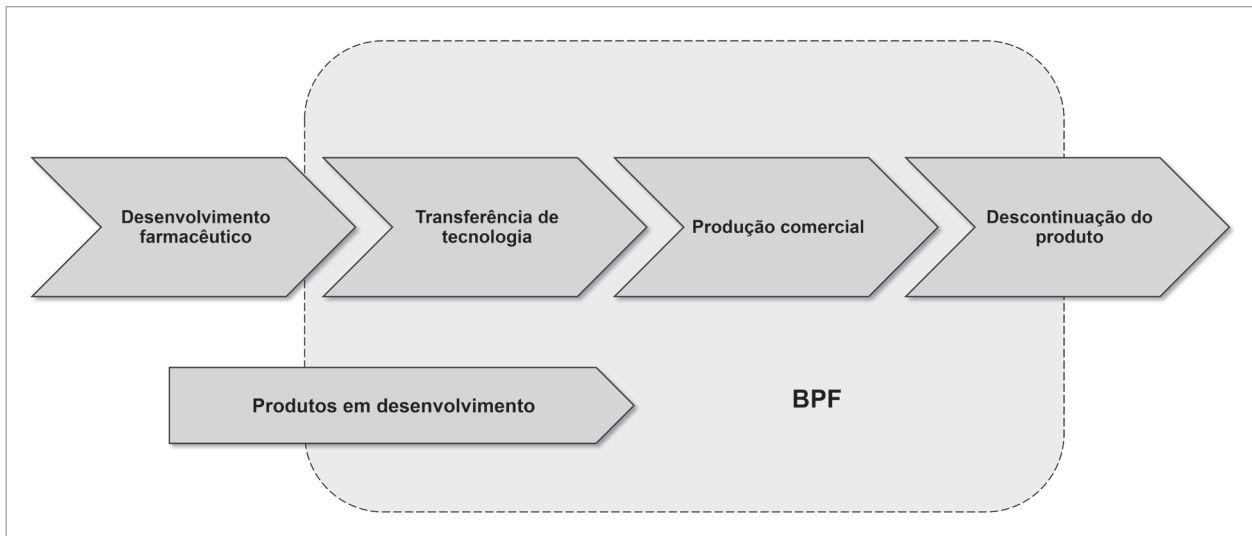 Desenvolvimento
farmacêutico
Transferência de
tecnologia
Produção comercial
Descontinuação do
produto
Produtos em desenvolvimento
BPF